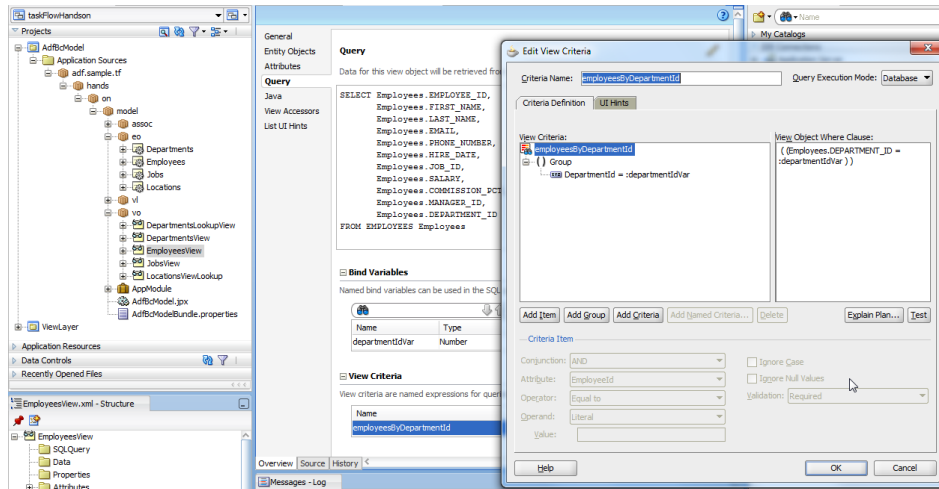 taskFlowHandson
Projects
AdfBcModel
Application Sources
adf.sample.tf
hands
on
model
assoc
eo
Departments
Employees
Jobs
Locations
vl
vo
DepartmentsLookupView
DepartmentsView
EmployeesView
JobsView
LocationsViewLookup
AppModule
AdfBcModel.jpx
AdfBcModelBundle.properties
ViewLayer
Application Resources
Data Controls
Recently Opened Files
EmployeesView.xml - Structure
EmployeesView
SQLQuery
Data
Properties
Attributes
General
Entity Objects
Attributes
Query
Java
View Accessors
List UI Hints
Query
Data for this view object will be retrieved fro
SELECT Employees.EMPLOYEE_ID,
Employees.FIRST_NAME,
Employees.LAST_NAME,
Employees.EMAIL,
Employees.PHONE_NUMBER,
Employees.HIRE_DATE,
Employees.JOB_ID,
Employees.SALARY,
Employees.COMMISSION_PCT
Employees.MANAGER_ID,
Employees.DEPARTMENT_ID
FROM EMPLOYEES Employees
Bind Variables
Named bind variables can be used in the SQL
Name Type
departmentIdVar Number
View Criteria
View criteria are named expressions for queri
Name
employeesByDepartmentId
Overview Source History
Messages - Log
Name
My Catalogs
Edit View Criteria
Criteria Name: employeesByDepartmentId Query Execution Mode: Database
Criteria Definition UI Hints
View Criteria: View Object Where Clause:
employeesByDepartmentId
( ) Group
DepartmentId = :departmentIdVar
( (Employees.DEPARTMENT_ID =
:departmentIdVar ) )
Add Item Add Group Add Criteria Add Named Criteria... Delete Explain Plan... Test
Criteria Item
Conjunction: AND Ignore Case
Attribute: EmployeeId Ignore Null Values
Operator: Equal to Validation: Required
Operand: Literal
Value:
Help OK Cancel